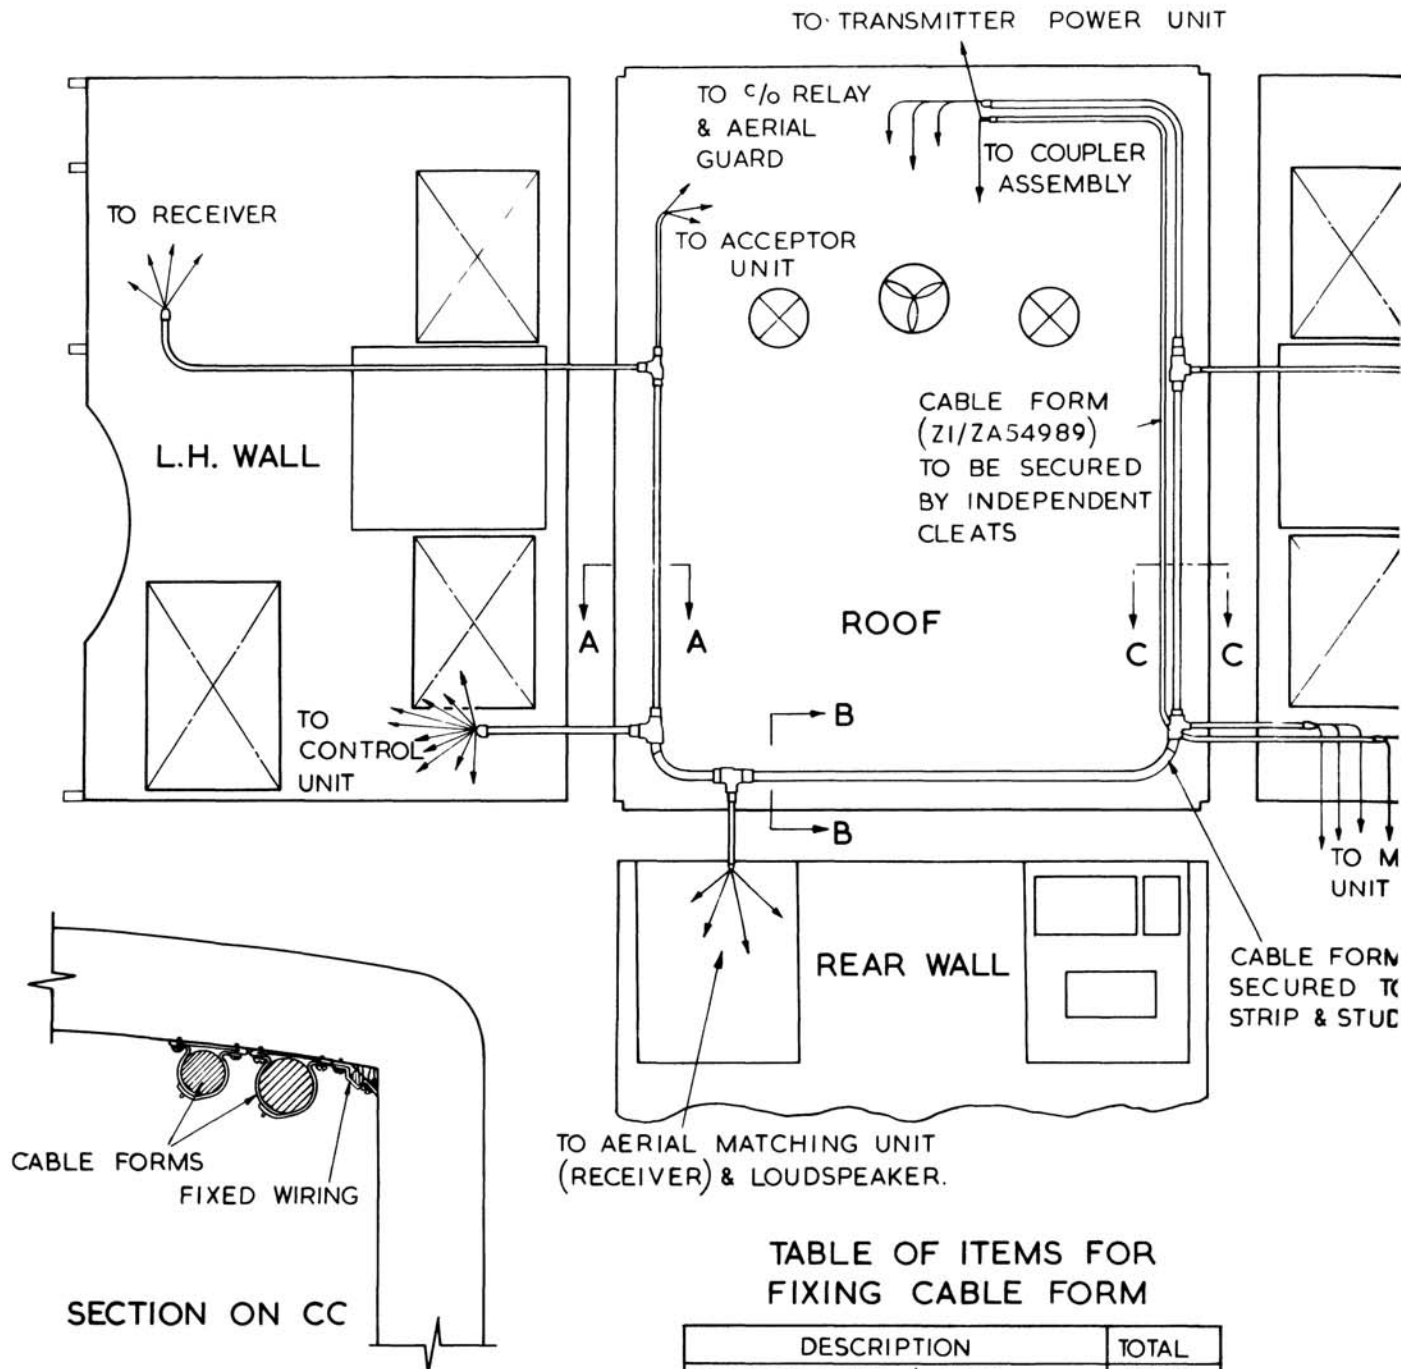 TO TRANSMITTER POWER UNIT
TO C/O RELAY
& AERIAL
GUARD
TO COUPLER
ASSEMBLY
TO RECEIVER
TO ACCEPTOR
UNIT
CABLE FORM
(Z1/ZA54989)
TO BE SECURED
BY INDEPENDENT
CLEATS
L.H. WALL
ROOF
A
A
C
C
B
B
TO
CONTROL
UNIT
TO M
UNIT
REAR WALL
CABLE FORM
SECURED TO
STRIP & STUD
CABLE FORMS
FIXED WIRING
TO AERIAL MATCHING UNIT
(RECEIVER) & LOUDSPEAKER.
SECTION ON CC
TABLE OF ITEMS FOR
FIXING CABLE FORM
DESCRIPTION TOTAL